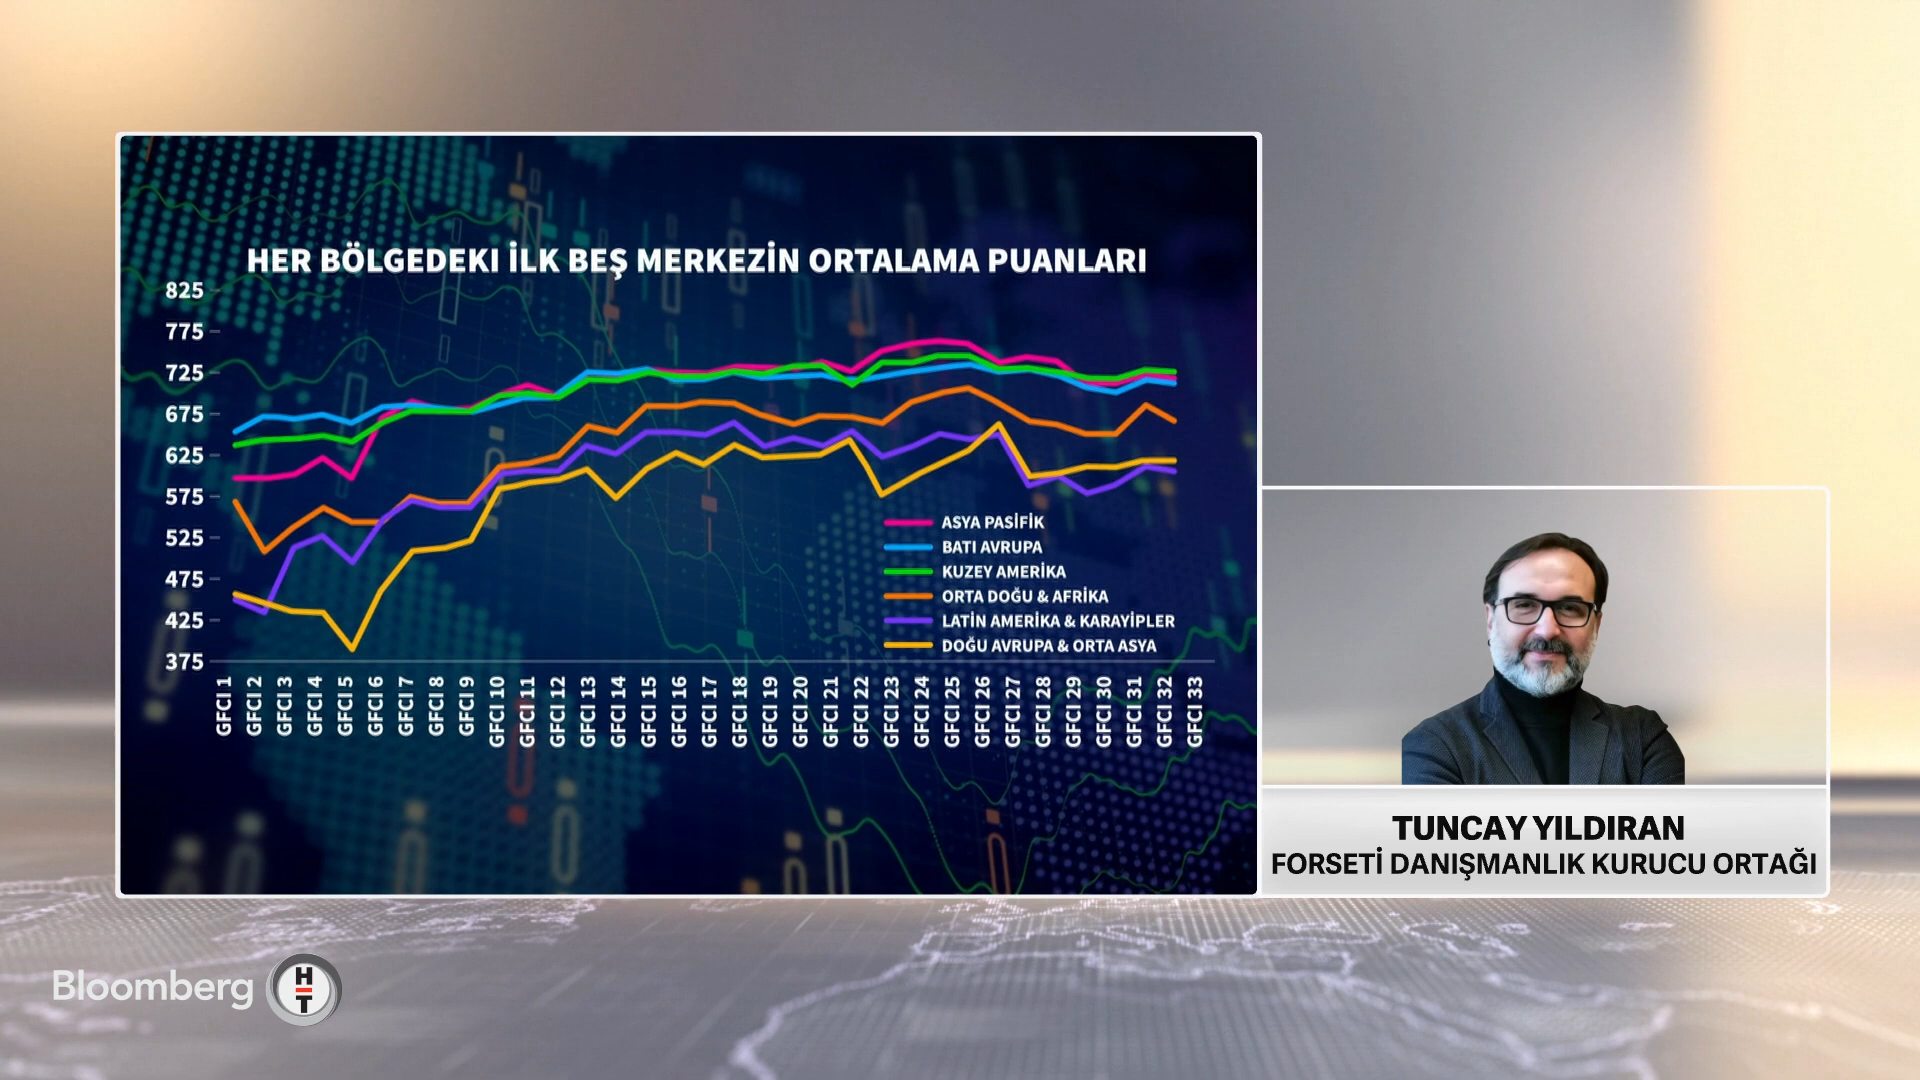 HER BÖLGEDEKI İLK BEŞ MERKEZİN ORTALAMA PUANLARI
825
775
725
675
625
575
525
475
425
375
ASYA PASİFİK
BATI AVRUPA
KUZEY AMERİKA
ORTA DOĞU & AFRİKA
LATİN AMERİKA & KARAYİPLER
DOĞU AVRUPA & ORTA ASYA
GFCI 1
GFCI 2
GFCI 3
GFCI 4
GFCI 5
GFCI 6
GFCI 7
GFCI 8
GFCI 9
GFCI 10
GFCI 11
GFCI 12
GFCI 13
GFCI 14
GFCI 15
GFCI 16
GFCI 17
GFCI 18
GFCI 19
GFCI 20
GFCI 21
GFCI 22
GFCI 23
GFCI 24
GFCI 25
GFCI 26
GFCI 27
GFCI 28
GFCI 29
GFCI 30
GFCI 31
GFCI 32
GFCI 33
TUNCAY YILDIRAN
FORSETİ DANIŞMANLIK KURUCU ORTAĞI
Bloomberg HT